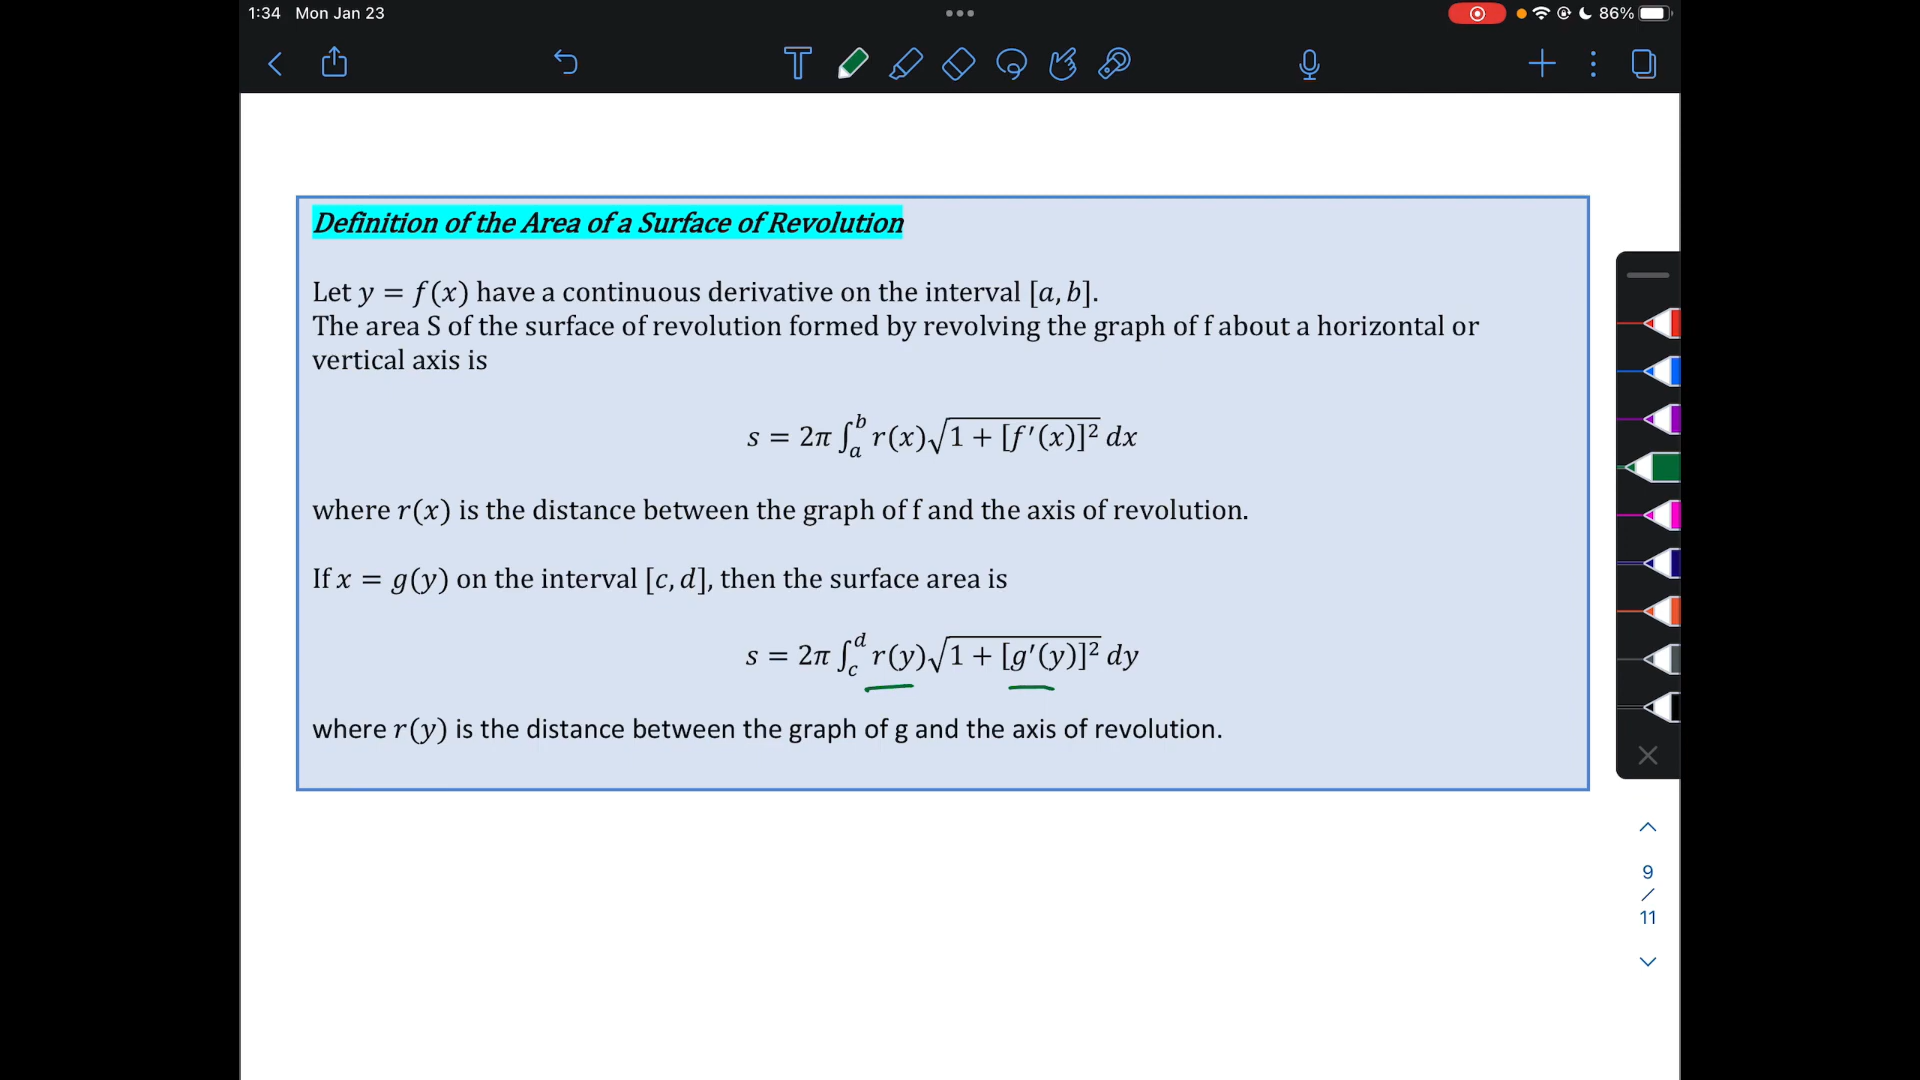 1:34 Mon Jan 23
86%
Definition of the Area of a Surface of Revolution
Let y = f(x) have a continuous derivative on the interval [a, b].
The area S of the surface of revolution formed by revolving the graph of f about a horizontal or
vertical axis is
s = 2π ∫_a^b r(x)√(1 + [f′(x)]²) dx
where r(x) is the distance between the graph of f and the axis of revolution.
If x = g(y) on the interval [c, d], then the surface area is
s = 2π ∫_c^d r(y)√(1 + [g′(y)]²) dy
where r(y) is the distance between the graph of g and the axis of revolution.
9
/
11